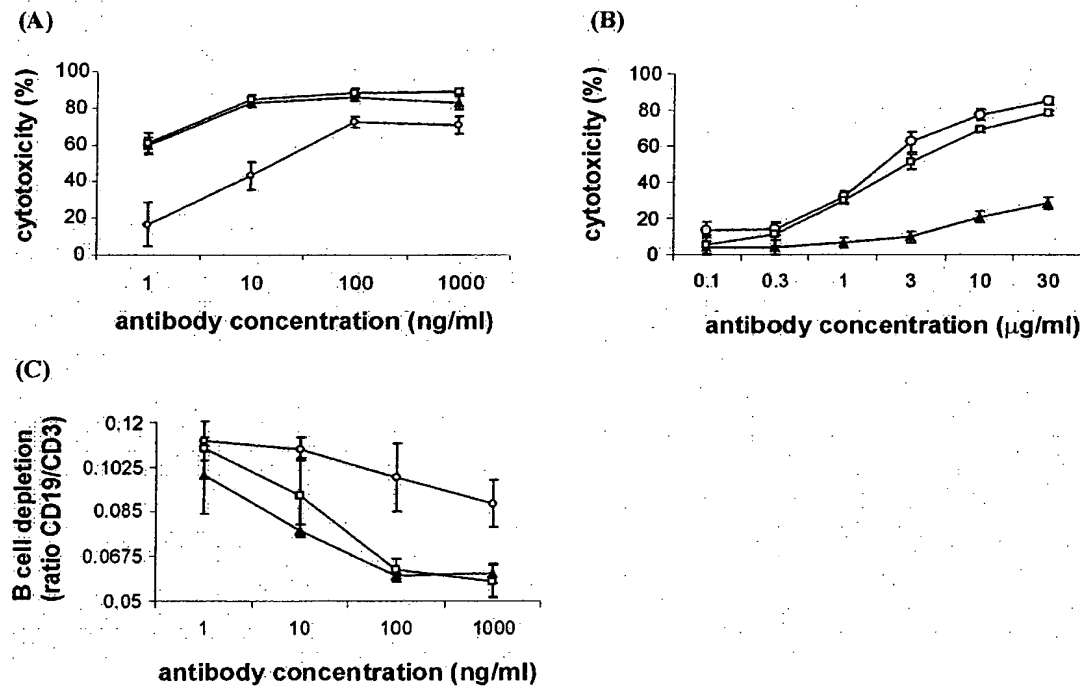 (A)
cytotoxicity (%)
100
80
60
40
20
0
1 10 100 1000
antibody concentration (ng/ml)
(B)
cytotoxicity (%)
100
80
60
40
20
0
0.1 0.3 1 3 10 30
antibody concentration (μg/ml)
(C)
B cell depletion
(ratio CD19/CD3)
0.12
0.1025
0.085
0.0675
0.05
1 10 100 1000
antibody concentration (ng/ml)